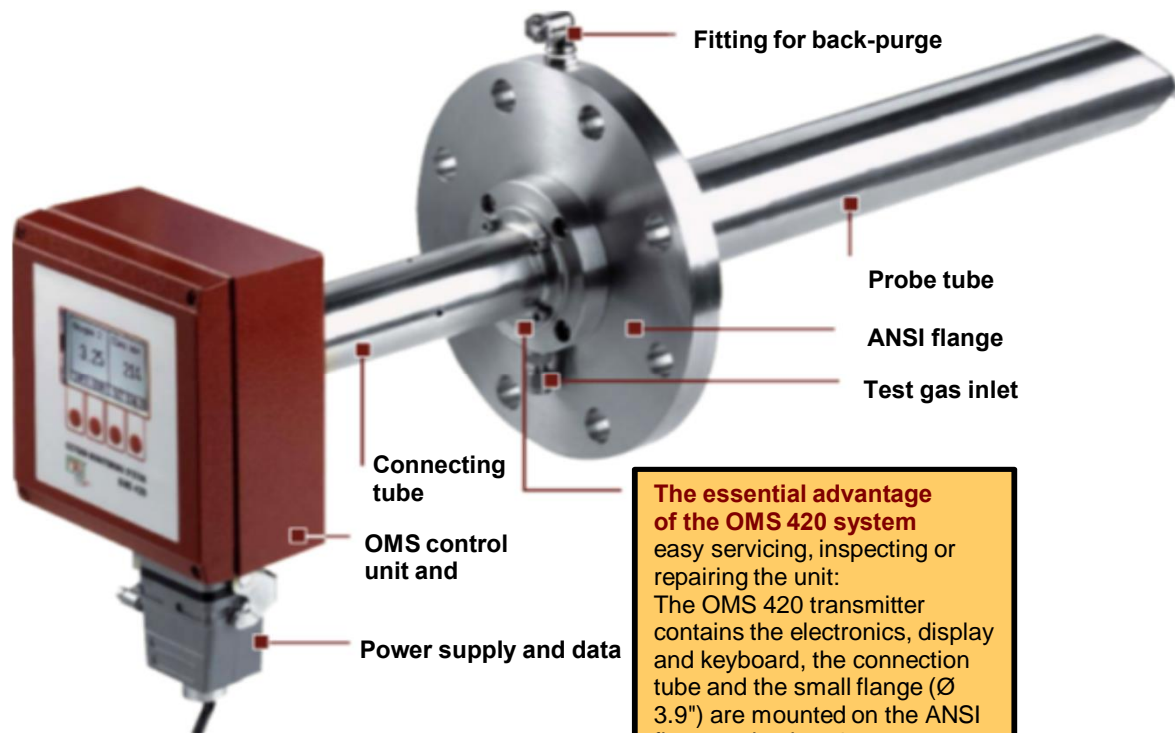 Fitting for back-purge
Probe tube
ANSI flange
Test gas inlet
Connecting
tube
OMS control
unit and
Power supply and data
The essential advantage
of the OMS 420 system
easy servicing, inspecting or
repairing the unit:
The OMS 420 transmitter
contains the electronics, display
and keyboard, the connection
tube and the small flange (Ø
3.9") are mounted on the ANSI
3.25
204